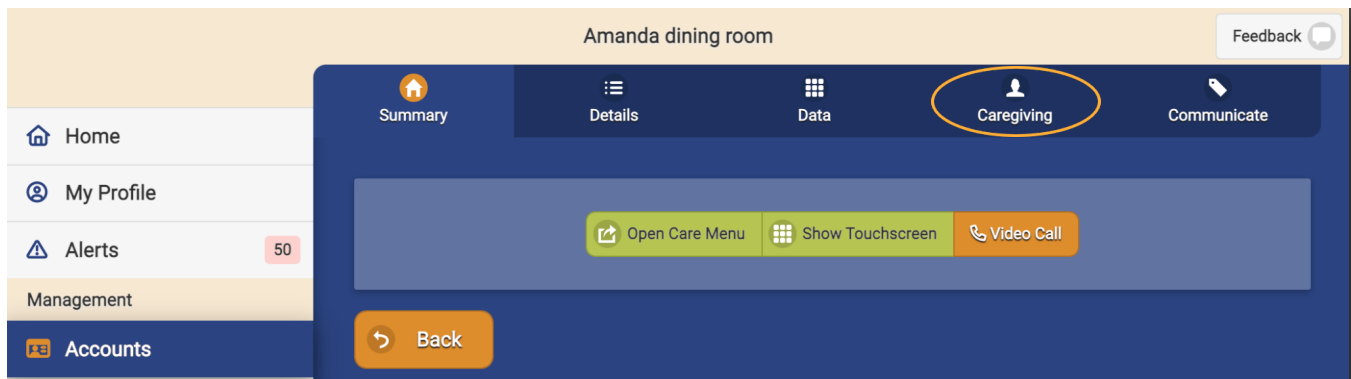 Amanda dining room
Feedback
Summary
Details
Data
Caregiving
Communicate
Home
My Profile
Alerts
50
Management
Accounts
Open Care Menu
Show Touchscreen
Video Call
Back